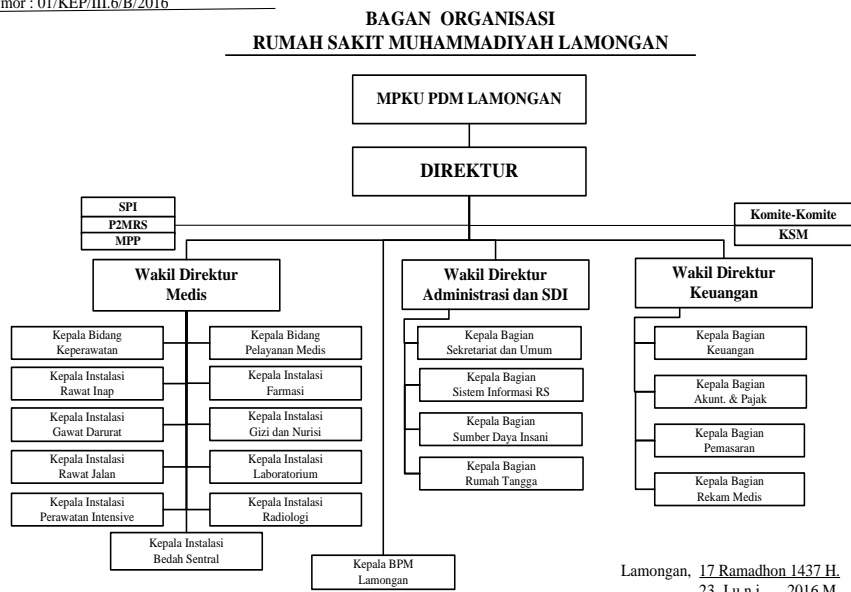 mor : 01/KEP/III.6/B/2016
BAGAN ORGANISASI
RUMAH SAKIT MUHAMMADIYAH LAMONGAN
MPKU PDM LAMONGAN
DIREKTUR
SPI
P2MRS
MPP
Komite-Komite
KSM
Wakil Direktur
Medis
Wakil Direktur
Administrasi dan SDI
Wakil Direktur
Keuangan
Kepala Bidang
Keperawatan
Kepala Bidang
Pelayanan Medis
Kepala Instalasi
Rawat Inap
Kepala Instalasi
Farmasi
Kepala Instalasi
Gawat Darurat
Kepala Instalasi
Gizi dan Nurisi
Kepala Instalasi
Rawat Jalan
Kepala Instalasi
Laboratorium
Kepala Instalasi
Perawatan Intensive
Kepala Instalasi
Radiologi
Kepala Instalasi
Bedah Sentral
Kepala BPM
Lamongan
Kepala Bagian
Sekretariat dan Umum
Kepala Bagian
Sistem Informasi RS
Kepala Bagian
Sumber Daya Insani
Kepala Bagian
Rumah Tangga
Kepala Bagian
Keuangan
Kepala Bagian
Akunt. & Pajak
Kepala Bagian
Pemasaran
Kepala Bagian
Rekam Medis
Lamongan, 17 Ramadhon 1437 H.
23 J u n i 2016 M.